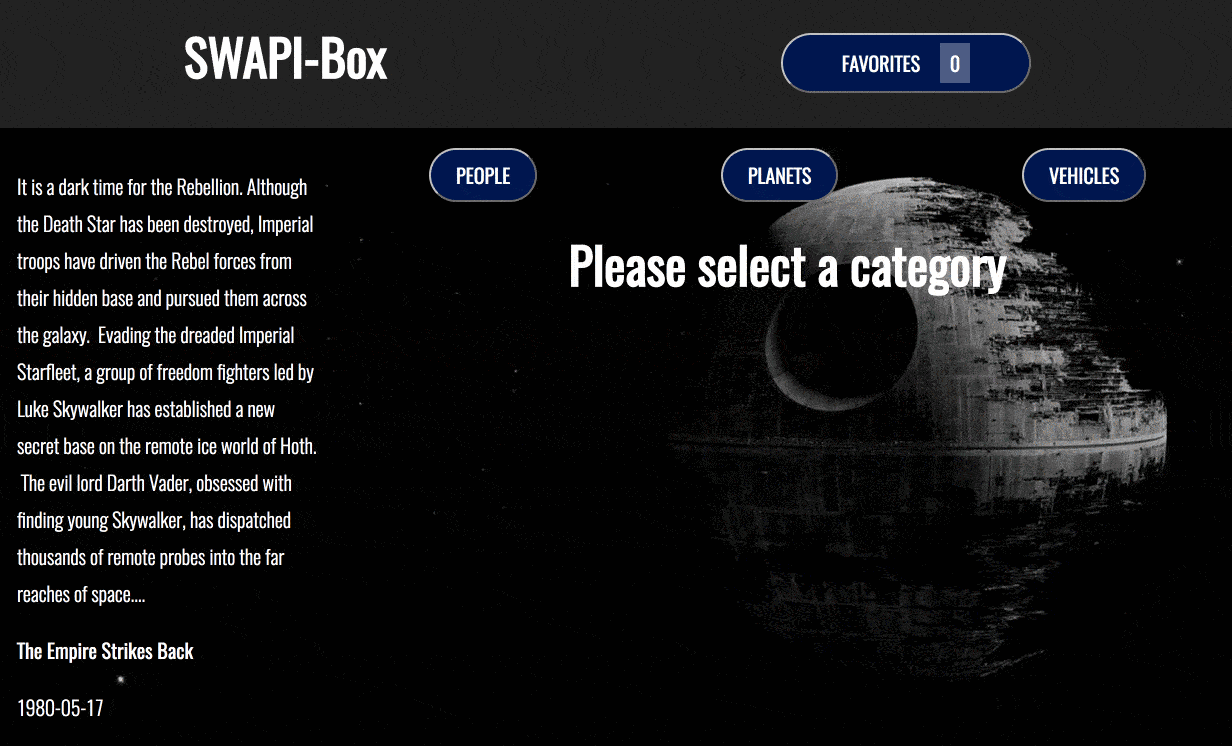 SWAPI-Box
FAVORITES 0
PEOPLE
PLANETS
VEHICLES
Please select a category
It is a dark time for the Rebellion. Although
the Death Star has been destroyed, Imperial
troops have driven the Rebel forces from
their hidden base and pursued them across
the galaxy.  Evading the dreaded Imperial
Starfleet, a group of freedom fighters led by
Luke Skywalker has established a new
secret base on the remote ice world of Hoth.
The evil lord Darth Vader, obsessed with
finding young Skywalker, has dispatched
thousands of remote probes into the far
reaches of space....
The Empire Strikes Back
1980-05-17